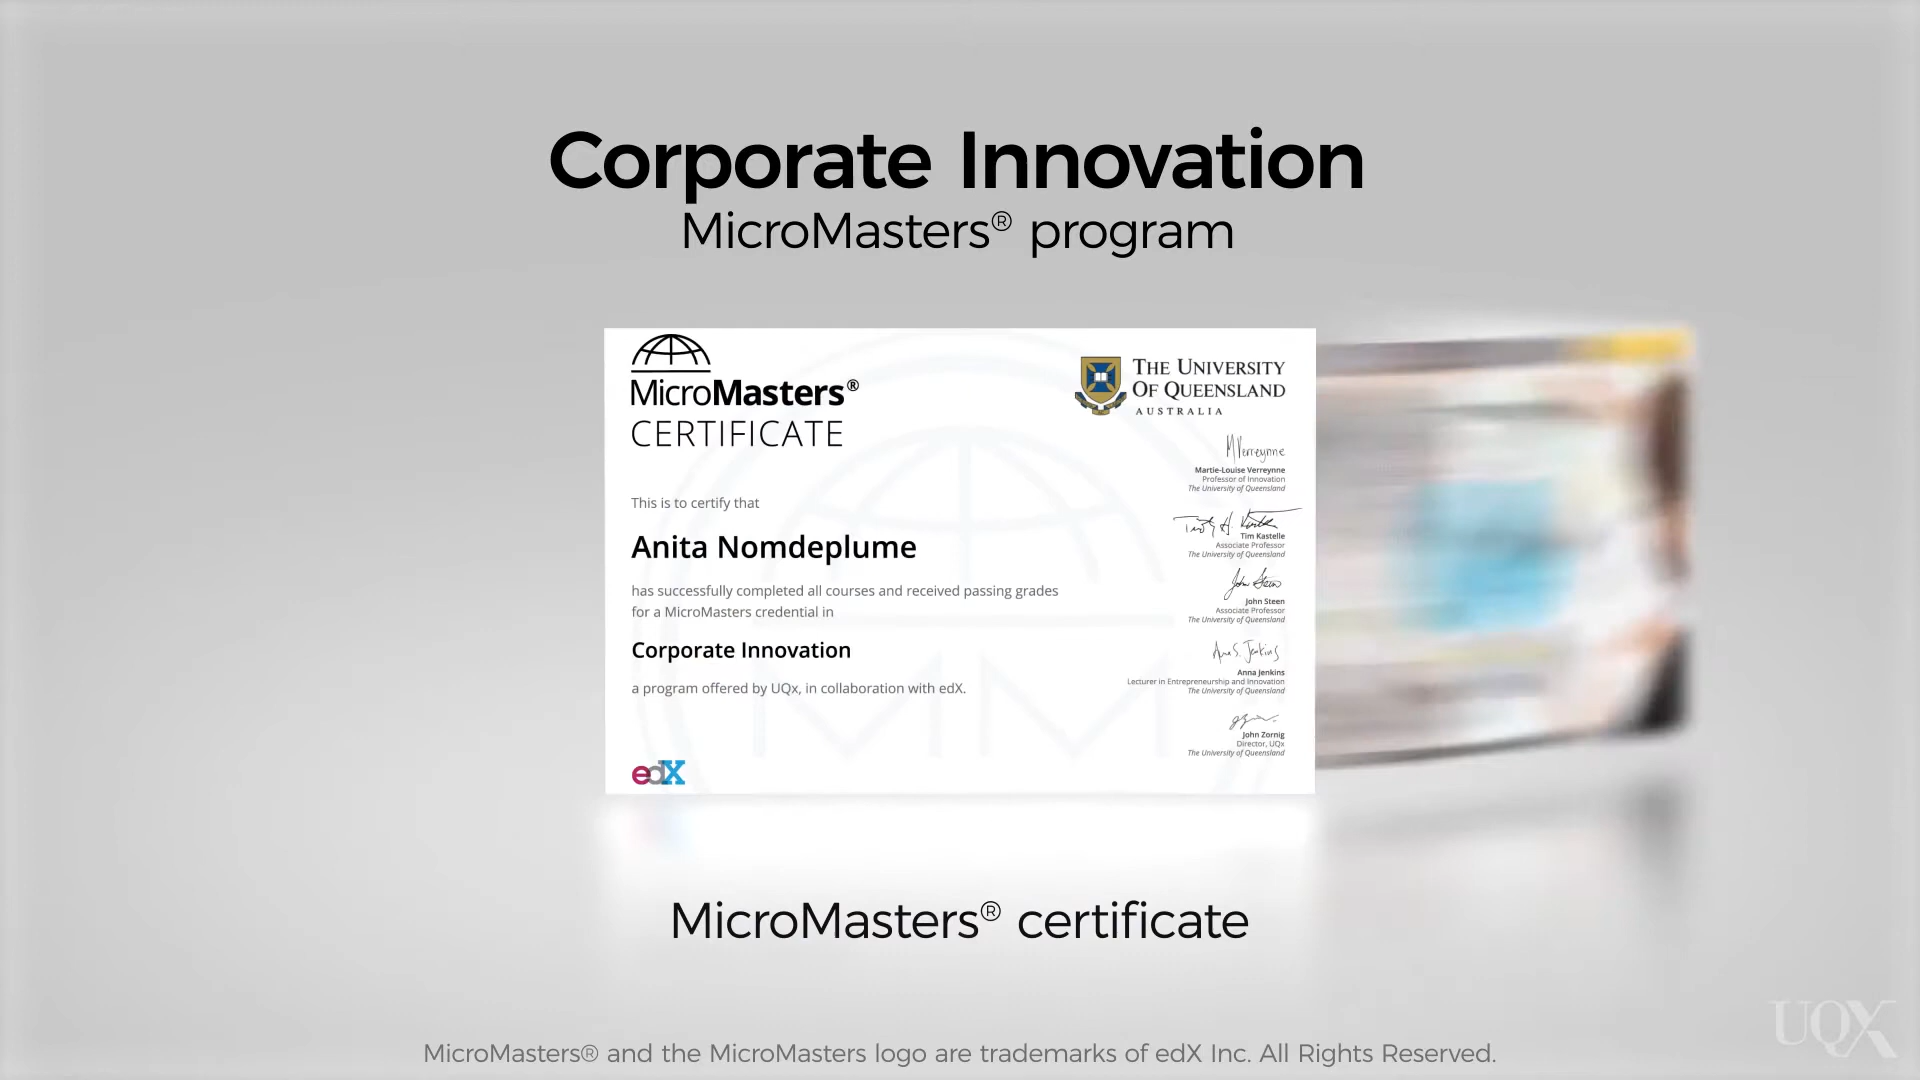 Corporate Innovation
MicroMasters® program
MicroMasters®
CERTIFICATE
This is to certify that
Anita Nomdeplume
has successfully completed all courses and received passing grades
for a MicroMasters credential in
Corporate Innovation
a program offered by UQx, in collaboration with edX.
edX
THE UNIVERSITY
OF QUEENSLAND
AUSTRALIA
MVerreynne
Martie-Louise Verreynne
Professor of Innovation
The University of Queensland
Tim Kastelle
Associate Professor
The University of Queensland
John Steen
John Steen
Associate Professor
The University of Queensland
Anna Jenkins
Lecturer in Entrepreneurship and Innovation
The University of Queensland
John Zornig
Director, UQx
The University of Queensland
MM
MicroMasters® certificate
UQX
MicroMasters® and the MicroMasters logo are trademarks of edX Inc. All Rights Reserved.